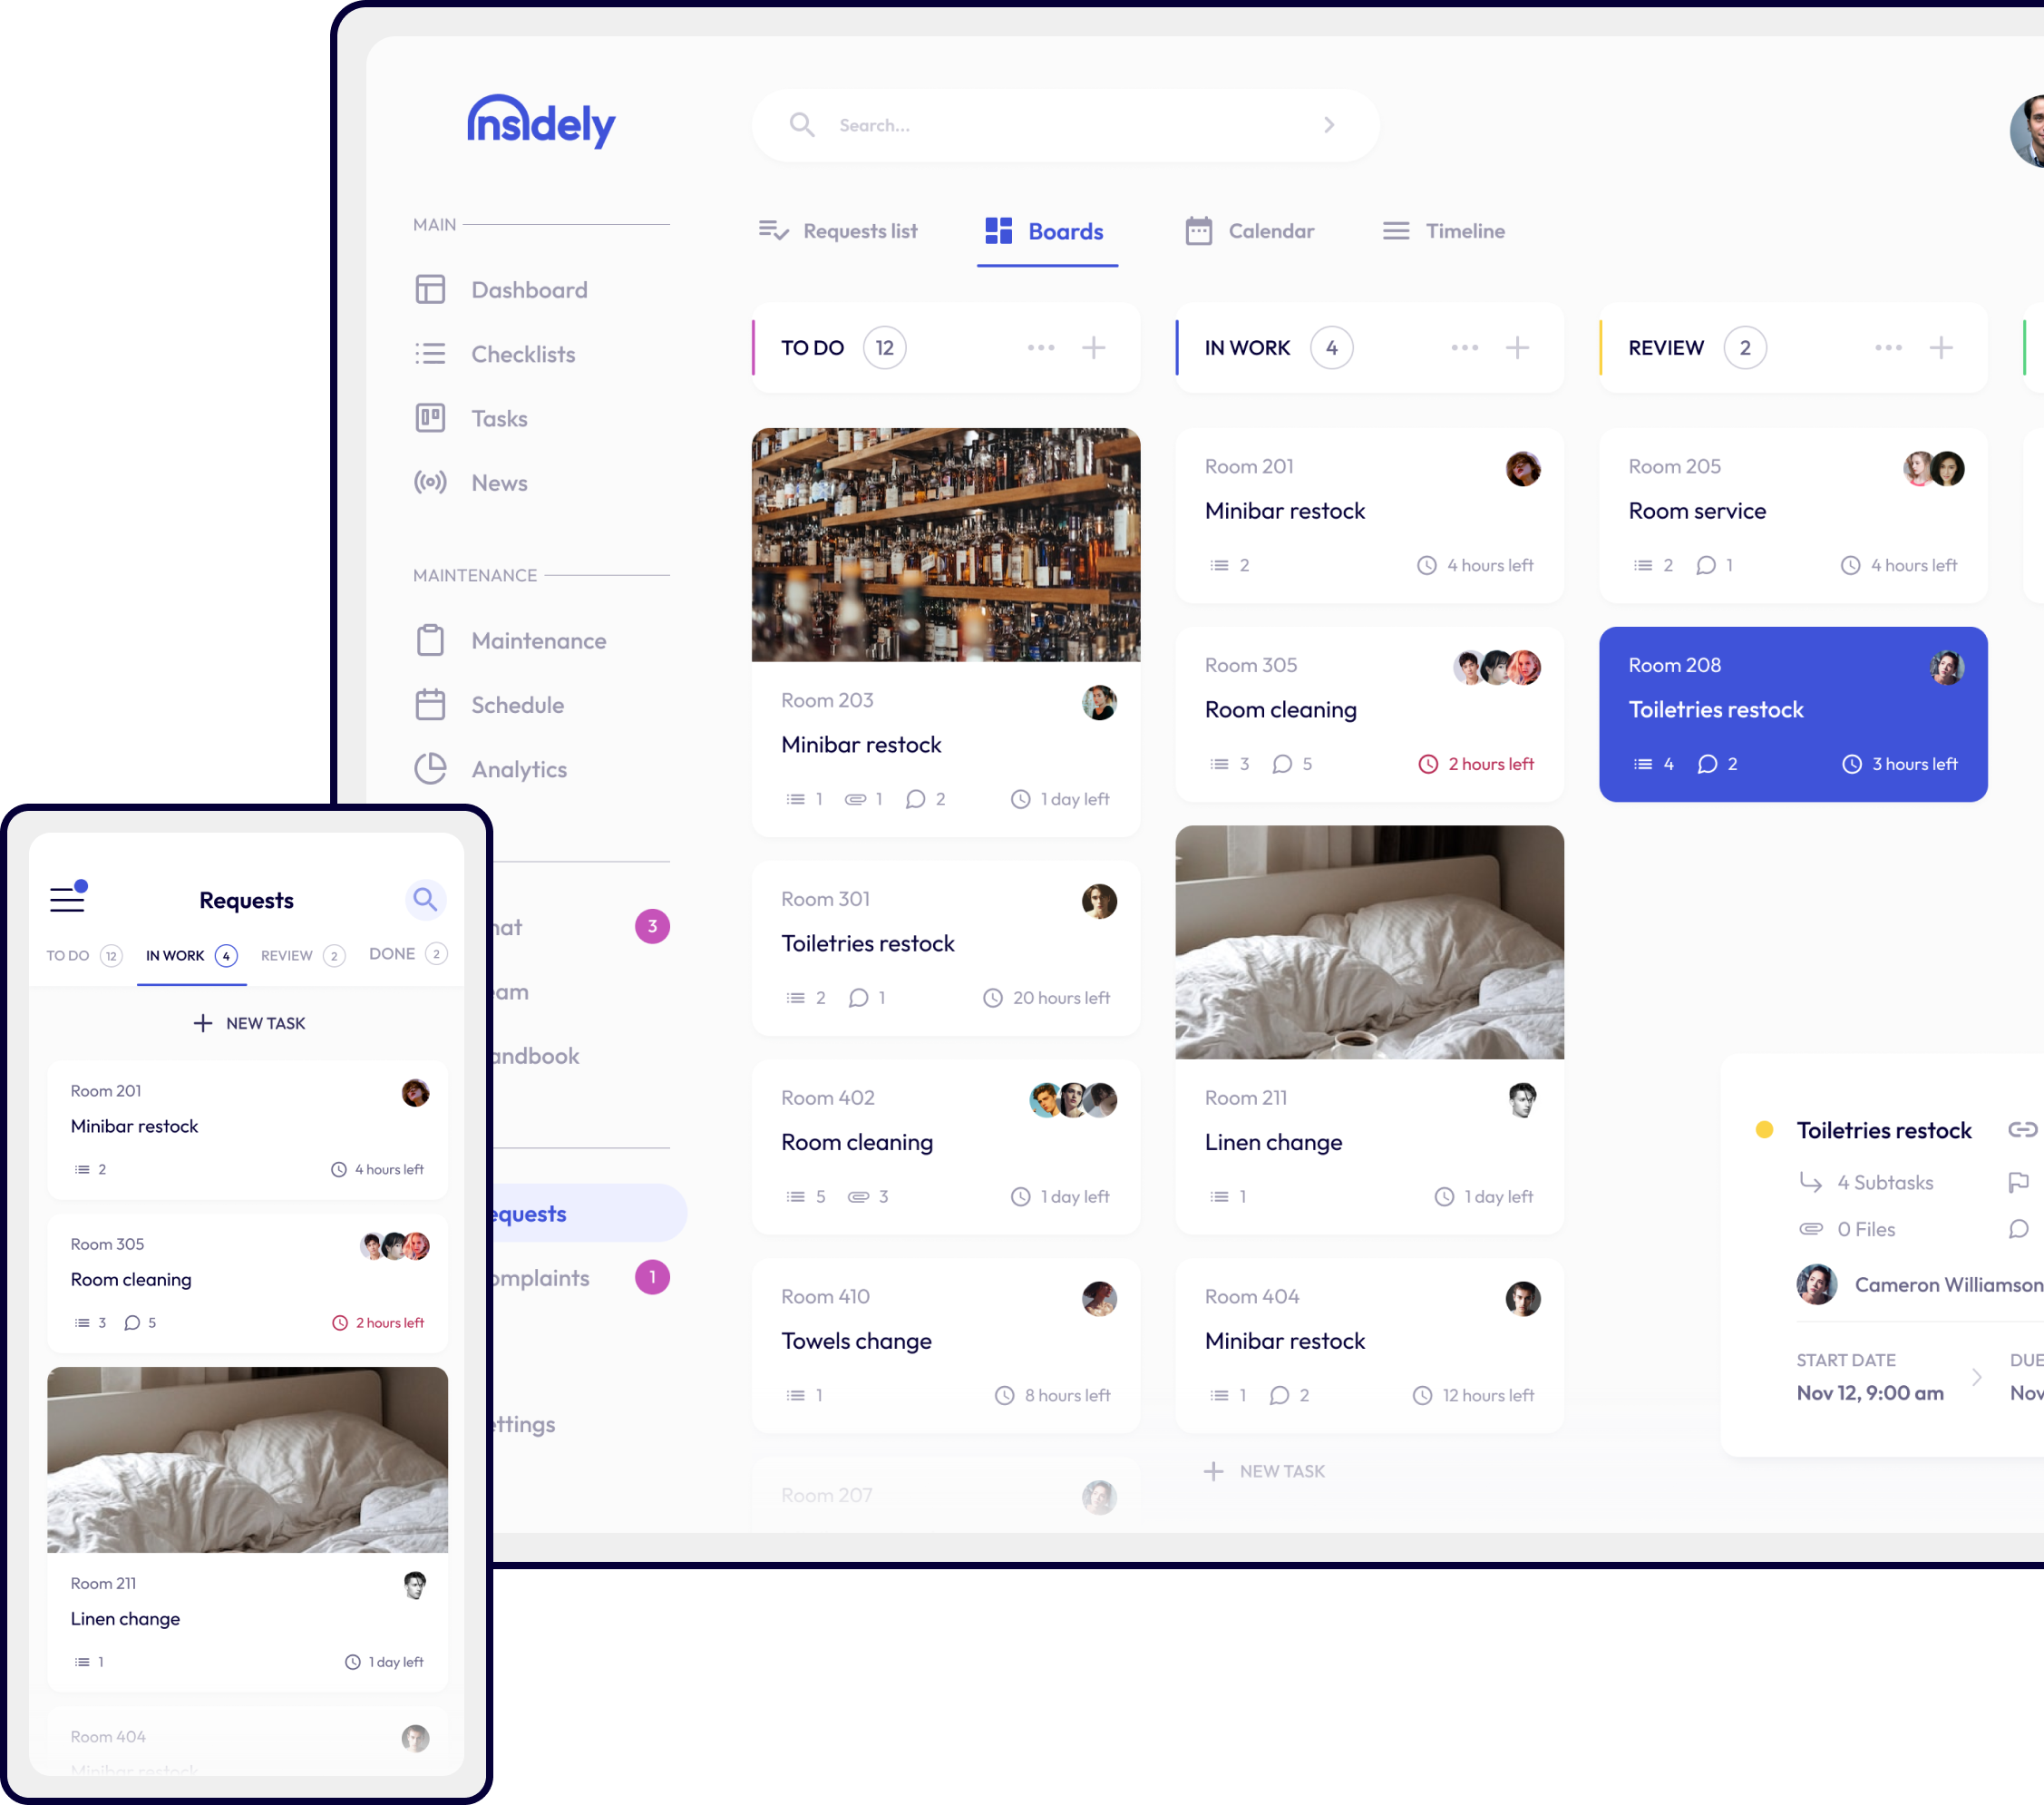 insidely
Search...
MAIN
Dashboard
Checklists
Tasks
News
MAINTENANCE
Maintenance
Schedule
Analytics
hat
3
eam
andbook
equests
omplaints
1
ettings
Requests list
Boards
Calendar
Timeline
TO DO 12
Room 203
Minibar restock
1 1 2 1 day left
Room 301
Toiletries restock
2 1 20 hours left
Room 402
Room cleaning
5 3 1 day left
Room 410
Towels change
1 8 hours left
Room 207
IN WORK 4
Room 201
Minibar restock
2 4 hours left
Room 305
Room cleaning
3 5 2 hours left
Room 211
Linen change
1 1 day left
Room 404
Minibar restock
1 2 12 hours left
NEW TASK
REVIEW 2
Room 205
Room service
2 1 4 hours left
Room 208
Toiletries restock
4 2 3 hours left
Toiletries restock
4 Subtasks
0 Files
Cameron Williamson
START DATE DUE
Nov 12, 9:00 am Nov
Requests
TO DO 12 IN WORK 4 REVIEW 2 DONE 2
NEW TASK
Room 201
Minibar restock
2 4 hours left
Room 305
Room cleaning
3 5 2 hours left
Room 211
Linen change
1 1 day left
Room 404
Minibar restock